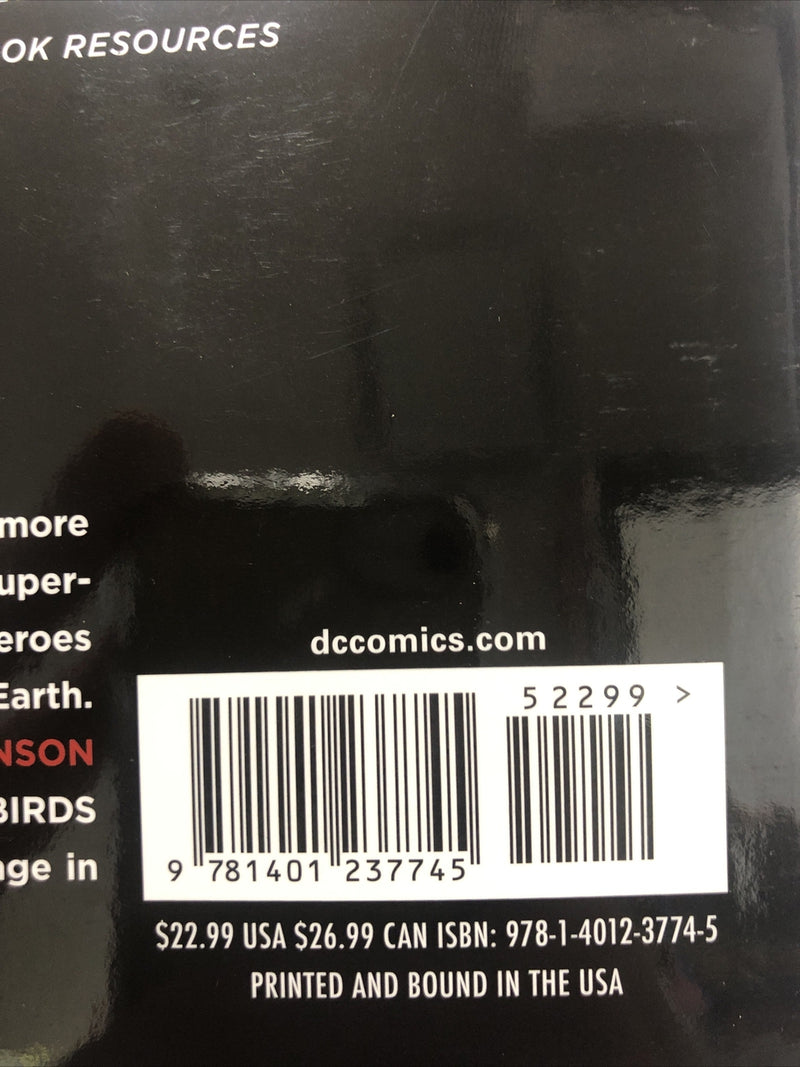 OK RESOURCES
more
uper-
eroes
Earth.
NSON
BIRDS
ge in
dccomics.com
52299 >
9 781401 237745
$22.99 USA $26.99 CAN ISBN: 978-1-4012-3774-5
PRINTED AND BOUND IN THE USA